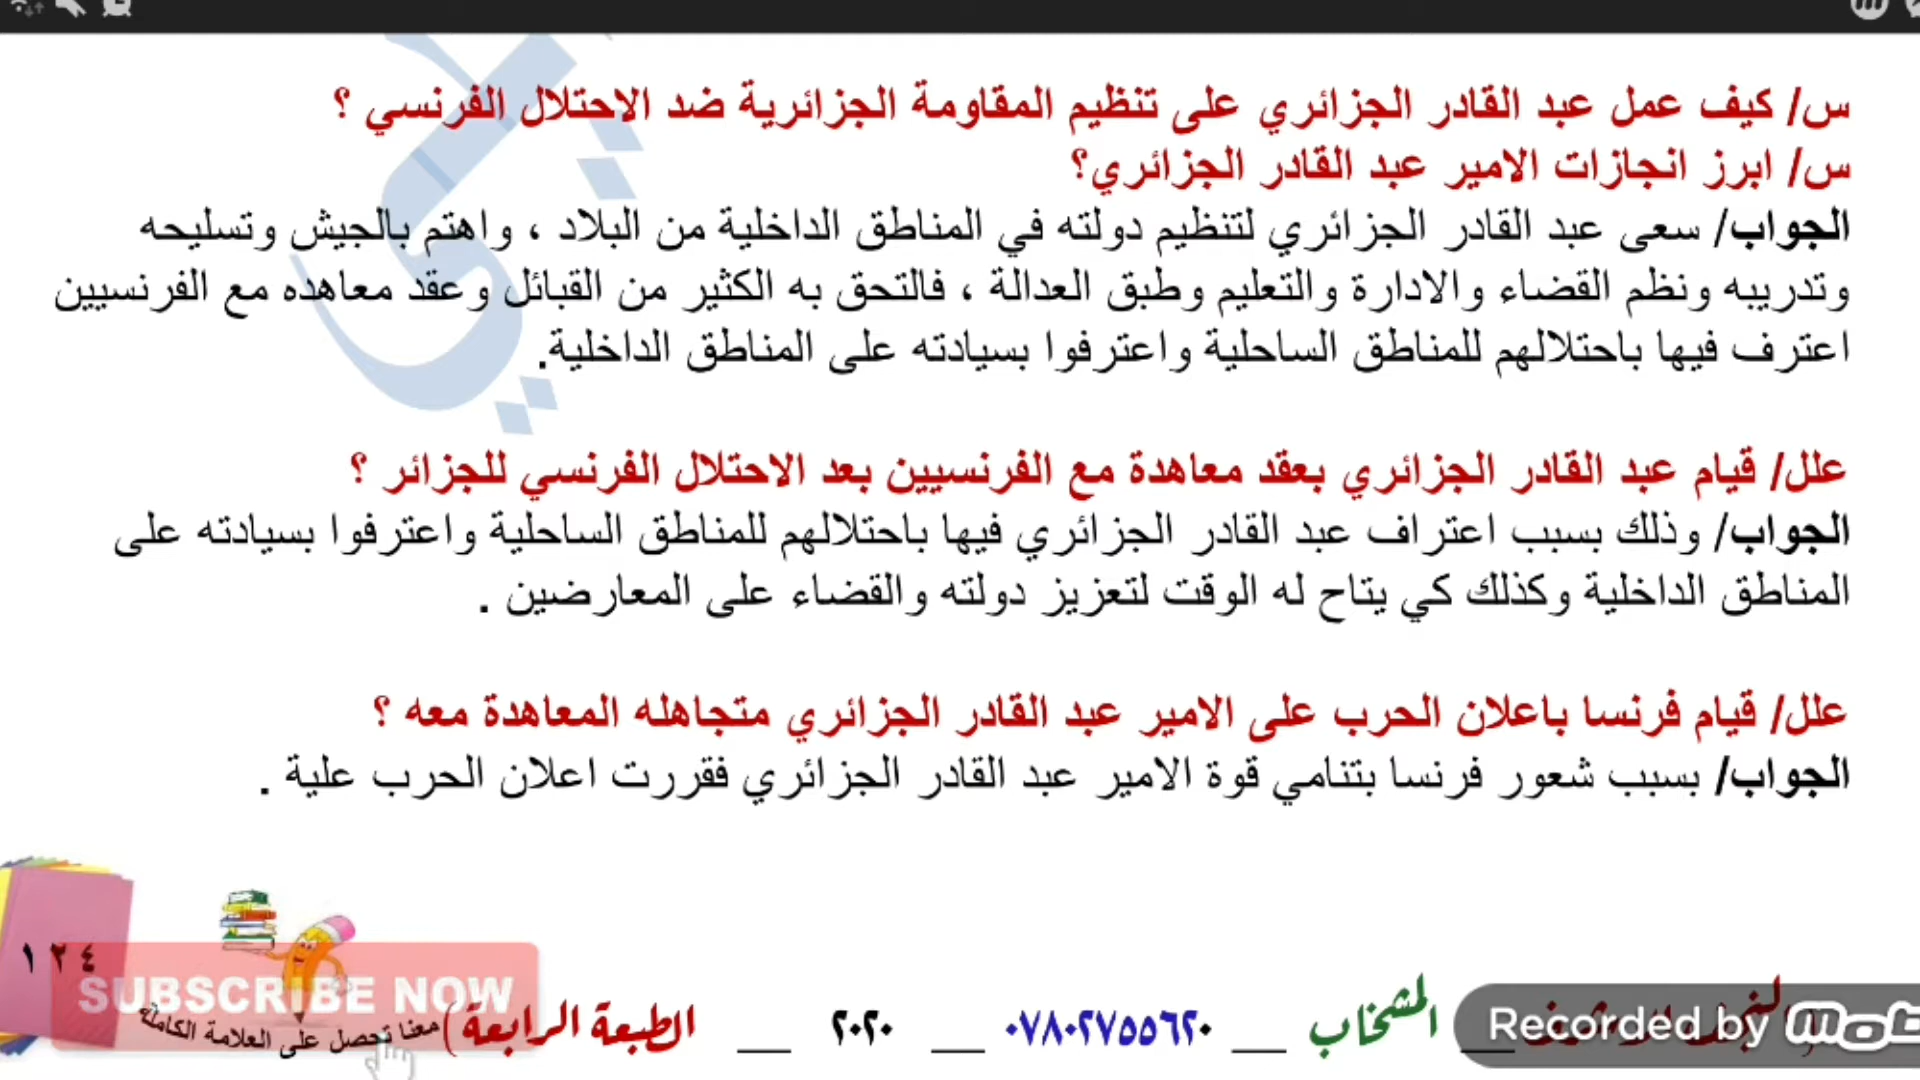 س/ كيف عمل عبد القادر الجزائري على تنظيم المقاومة الجزائرية ضد الاحتلال الفرنسي ؟
س/ ابرز انجازات الامير عبد القادر الجزائري؟
الجواب/ سعى عبد القادر الجزائري لتنظيم دولته في المناطق الداخلية من البلاد ، واهتم بالجيش وتسليحه
وتدريبه ونظم القضاء والادارة والتعليم وطبق العدالة ، فالتحق به الكثير من القبائل وعقد معاهده مع الفرنسيين
اعترف فيها باحتلالهم للمناطق الساحلية واعترفوا بسيادته على المناطق الداخلية.
علل/ قيام عبد القادر الجزائري بعقد معاهدة مع الفرنسيين بعد الاحتلال الفرنسي للجزائر ؟
الجواب/ وذلك بسبب اعتراف عبد القادر الجزائري فيها باحتلالهم للمناطق الساحلية واعترفوا بسيادته على
المناطق الداخلية وكذلك كي يتاح له الوقت لتعزيز دولته والقضاء على المعارضين .
علل/ قيام فرنسا باعلان الحرب على الامير عبد القادر الجزائري متجاهله المعاهدة معه ؟
الجواب/ بسبب شعور فرنسا بتنامي قوة الامير عبد القادر الجزائري فقررت اعلان الحرب علية .
١٢٤
SUBSCRIBE NOW
المشخاب __ ٠٧٨٠٢٧٥٥٦٢٠ __ ٢٠٢٠ __ الطبعة الرابعة)
معنا تحصل على العلامة الكاملة
Recorded by